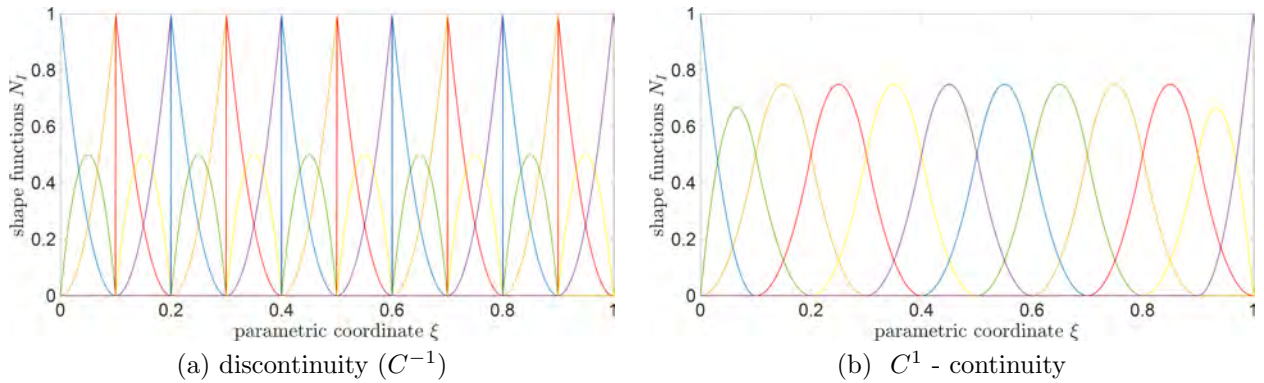 1
0.8
0.6
0.4
0.2
0
shape functions $N_I$
0 0.2 0.4 0.6 0.8 1
parametric coordinate ξ
(a) discontinuity ($C^{-1}$)
1
0.8
0.6
0.4
0.2
0
shape functions $N_I$
0 0.2 0.4 0.6 0.8 1
parametric coordinate ξ
(b) $C^1$ - continuity